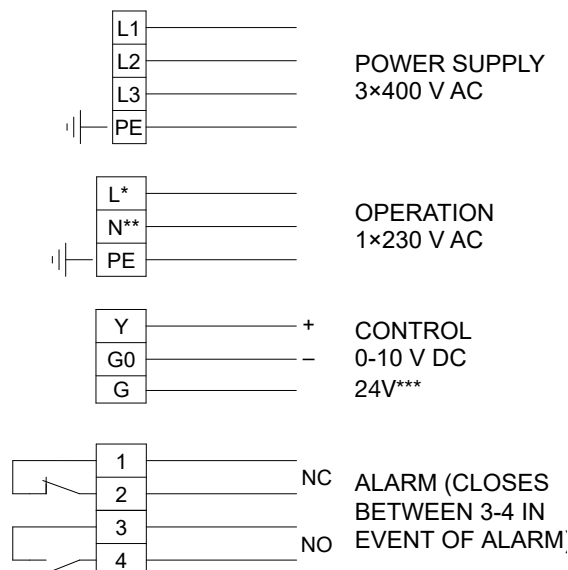 L1
L2
L3
PE
POWER SUPPLY
3×400 V AC
L*
N**
PE
OPERATION
1×230 V AC
Y
G0
G
+
–
CONTROL
0-10 V DC
24V***
1
2
3
4
NC
NO
ALARM (CLOSES
BETWEEN 3-4 IN
EVENT OF ALARM)